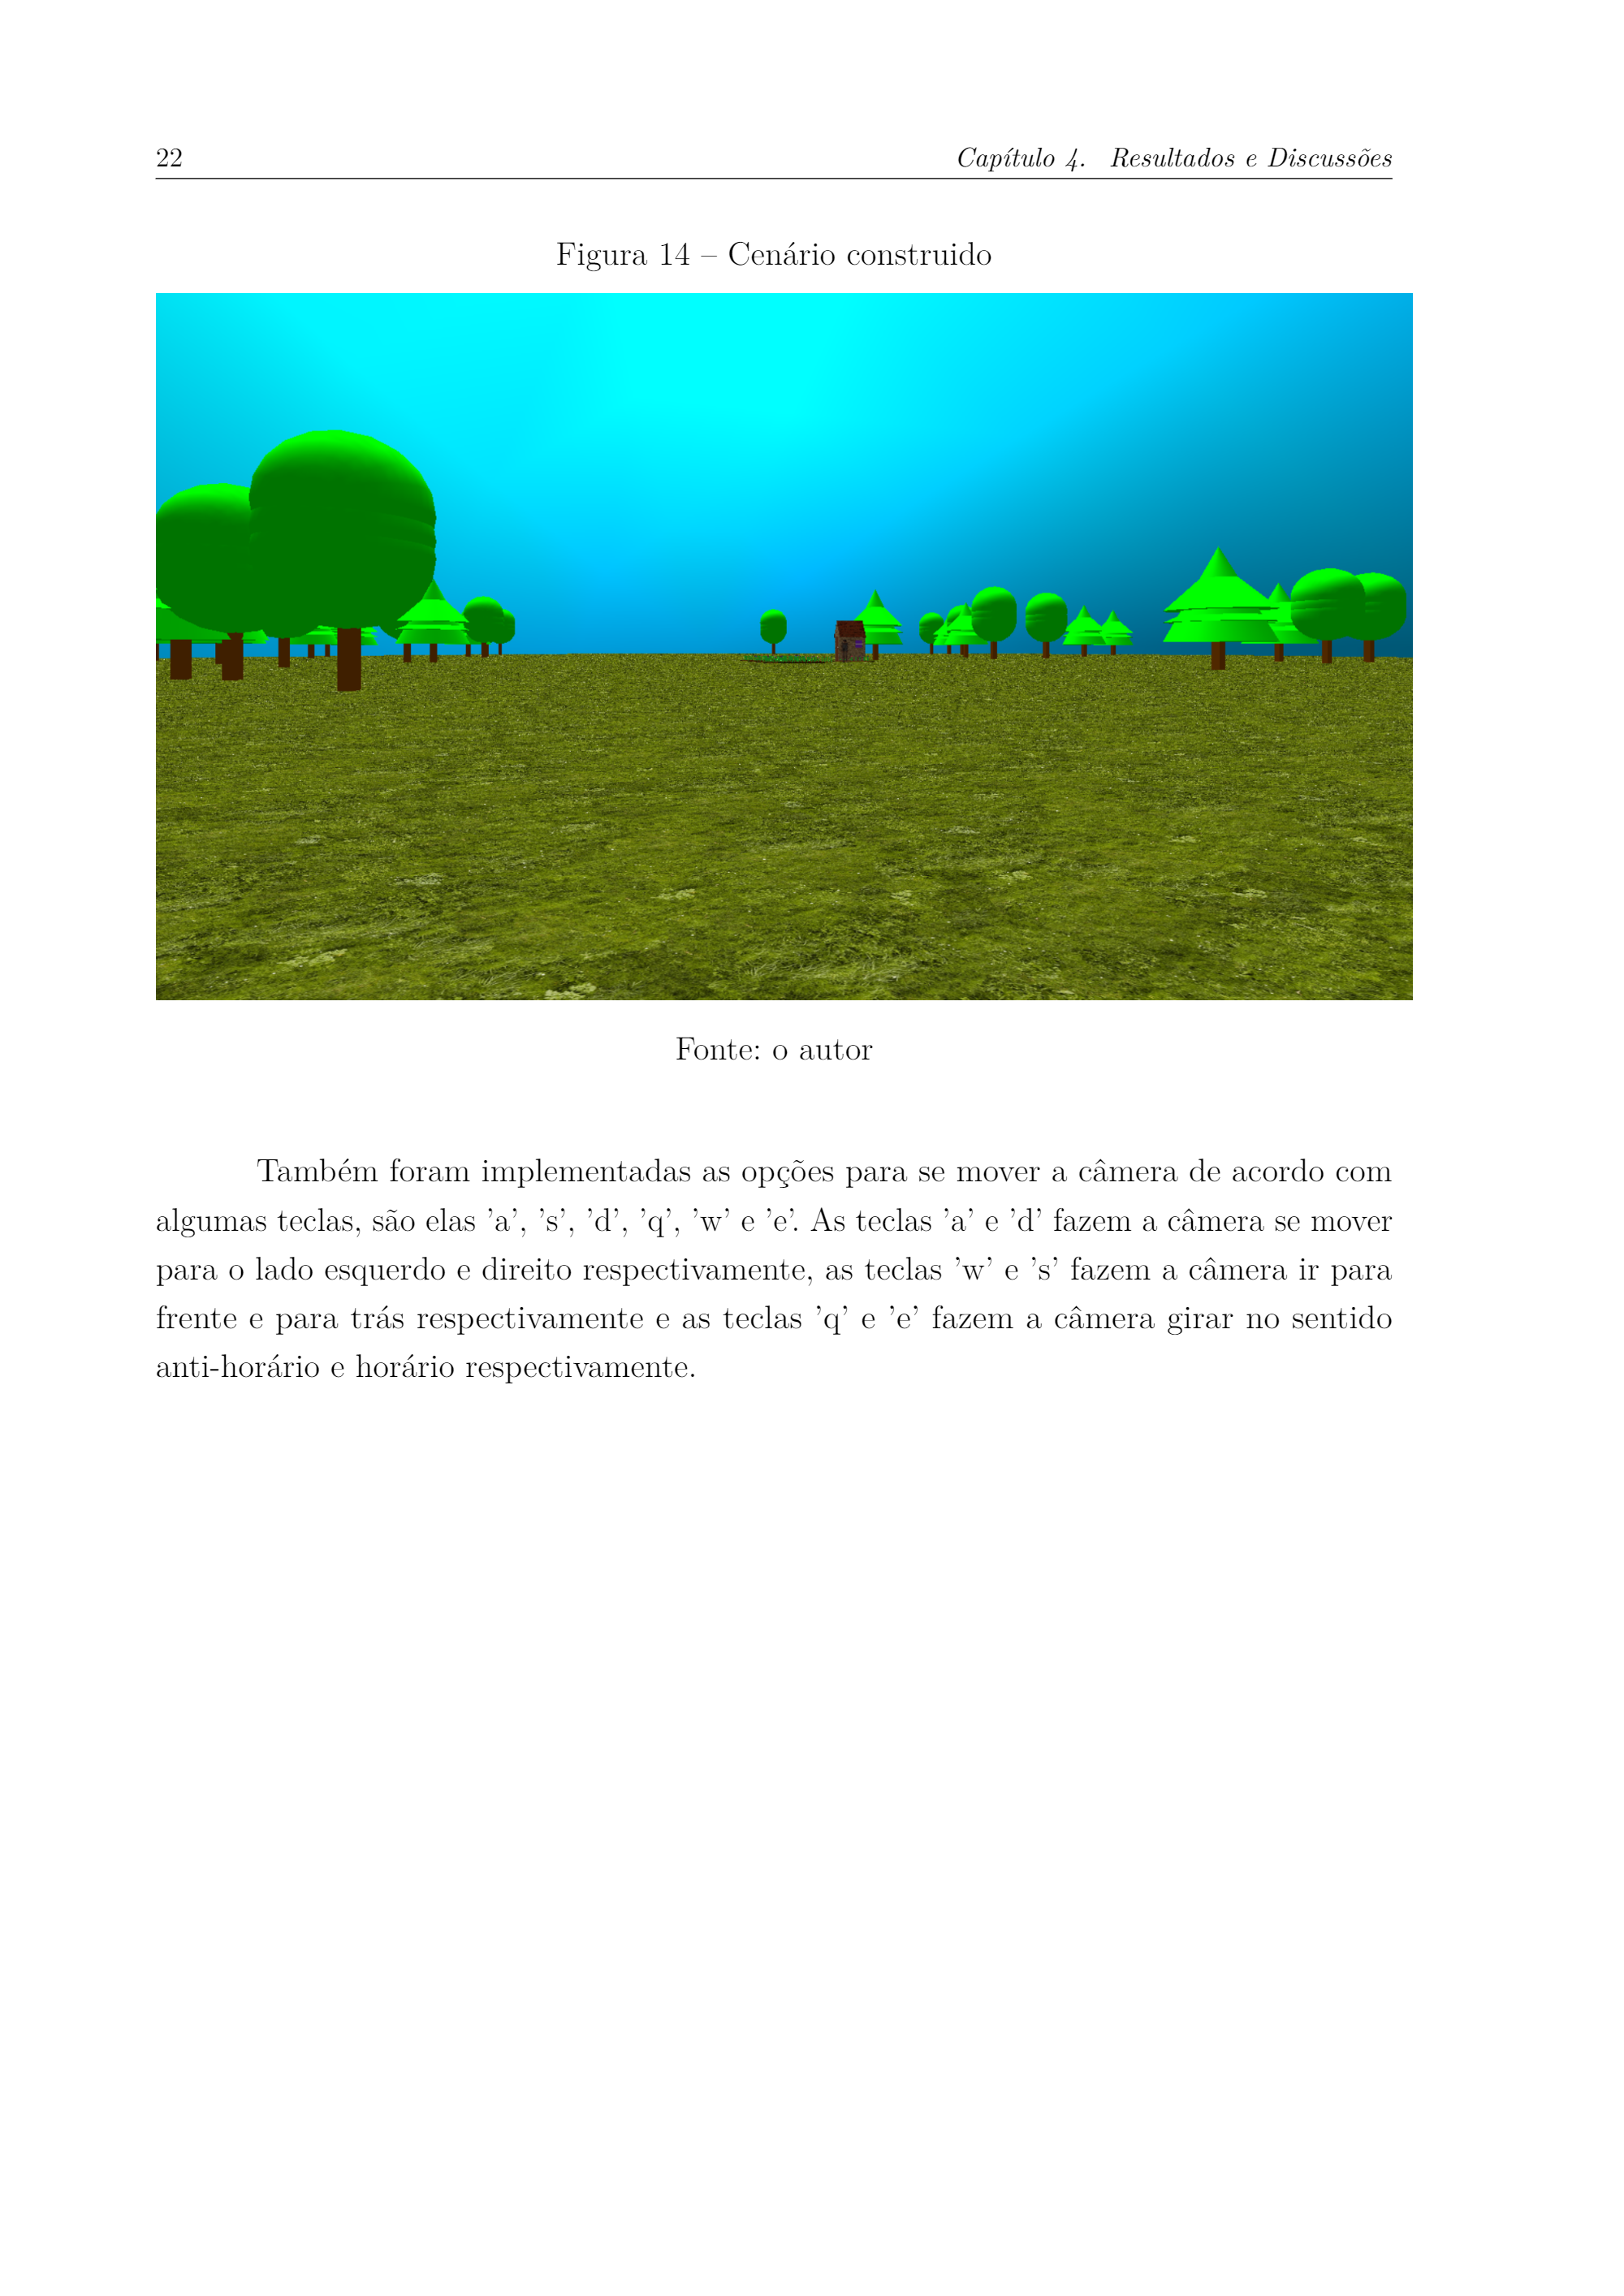 22
Capítulo 4. Resultados e Discussões
Figura 14 – Cenário construido
Fonte: o autor
Também foram implementadas as opções para se mover a câmera de acordo com
algumas teclas, são elas ’a’, ’s’, ’d’, ’q’, ’w’ e ’e’. As teclas ’a’ e ’d’ fazem a câmera se mover
para o lado esquerdo e direito respectivamente, as teclas ’w’ e ’s’ fazem a câmera ir para
frente e para trás respectivamente e as teclas ’q’ e ’e’ fazem a câmera girar no sentido
anti-horário e horário respectivamente.